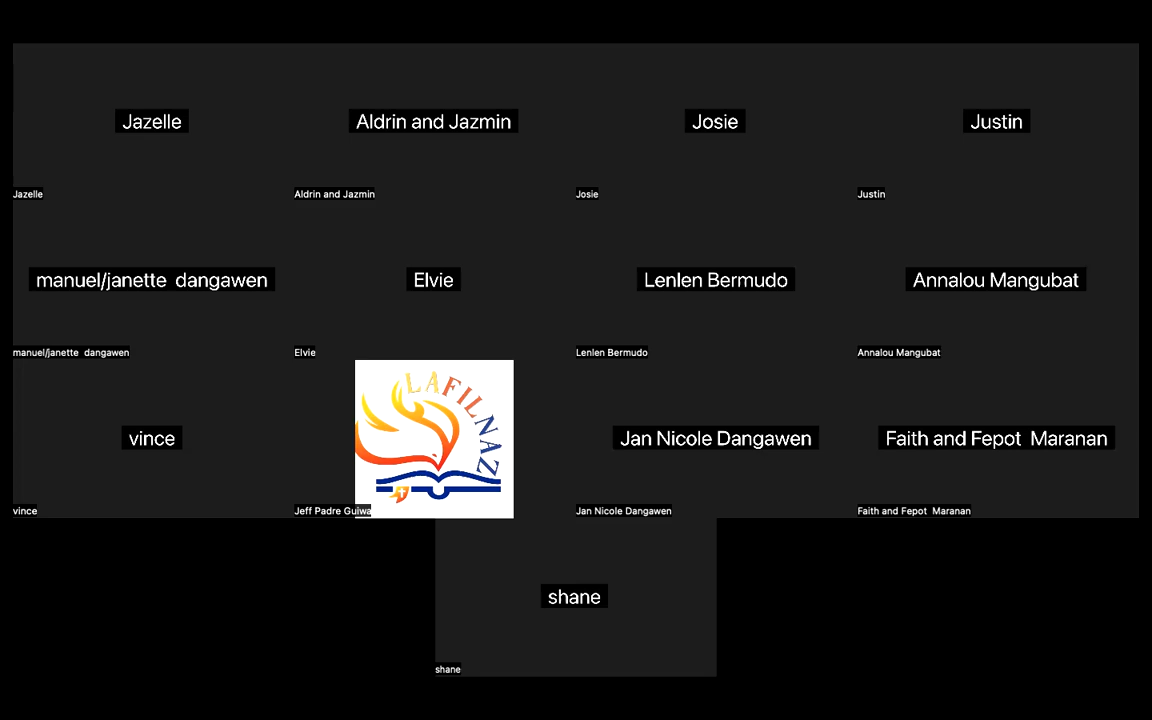 Jazelle
Aldrin and Jazmin
Josie
Justin
Jazelle
Aldrin and Jazmin
Josie
Justin
manuel/janette dangawen
Elvie
Lenlen Bermudo
Annalou Mangubat
manuel/janette dangawen
Elvie
Lenlen Bermudo
Annalou Mangubat
vince
LAFILNAZ
Jan Nicole Dangawen
Faith and Fepot Maranan
vince
Jeff Padre Guiwa
Jan Nicole Dangawen
Faith and Fepot Maranan
shane
shane